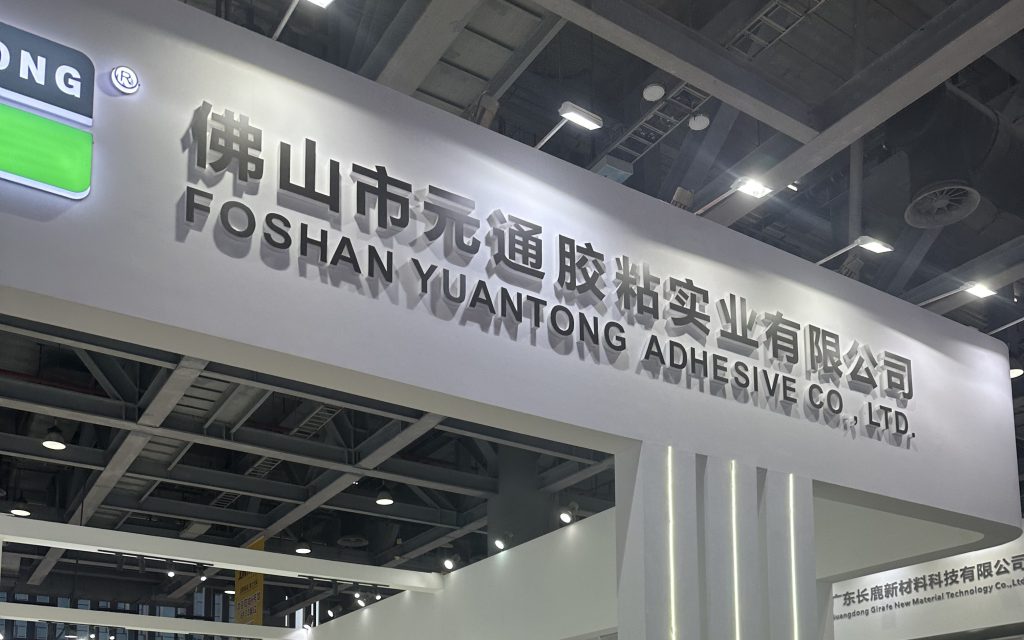 ONG
®
佛山市元通胶粘实业有限公司
FOSHAN YUANTONG ADHESIVE CO., LTD.
广东长鹿新材料科技有限公司
Guangdong Girafe New Material Technology Co.,Ltd